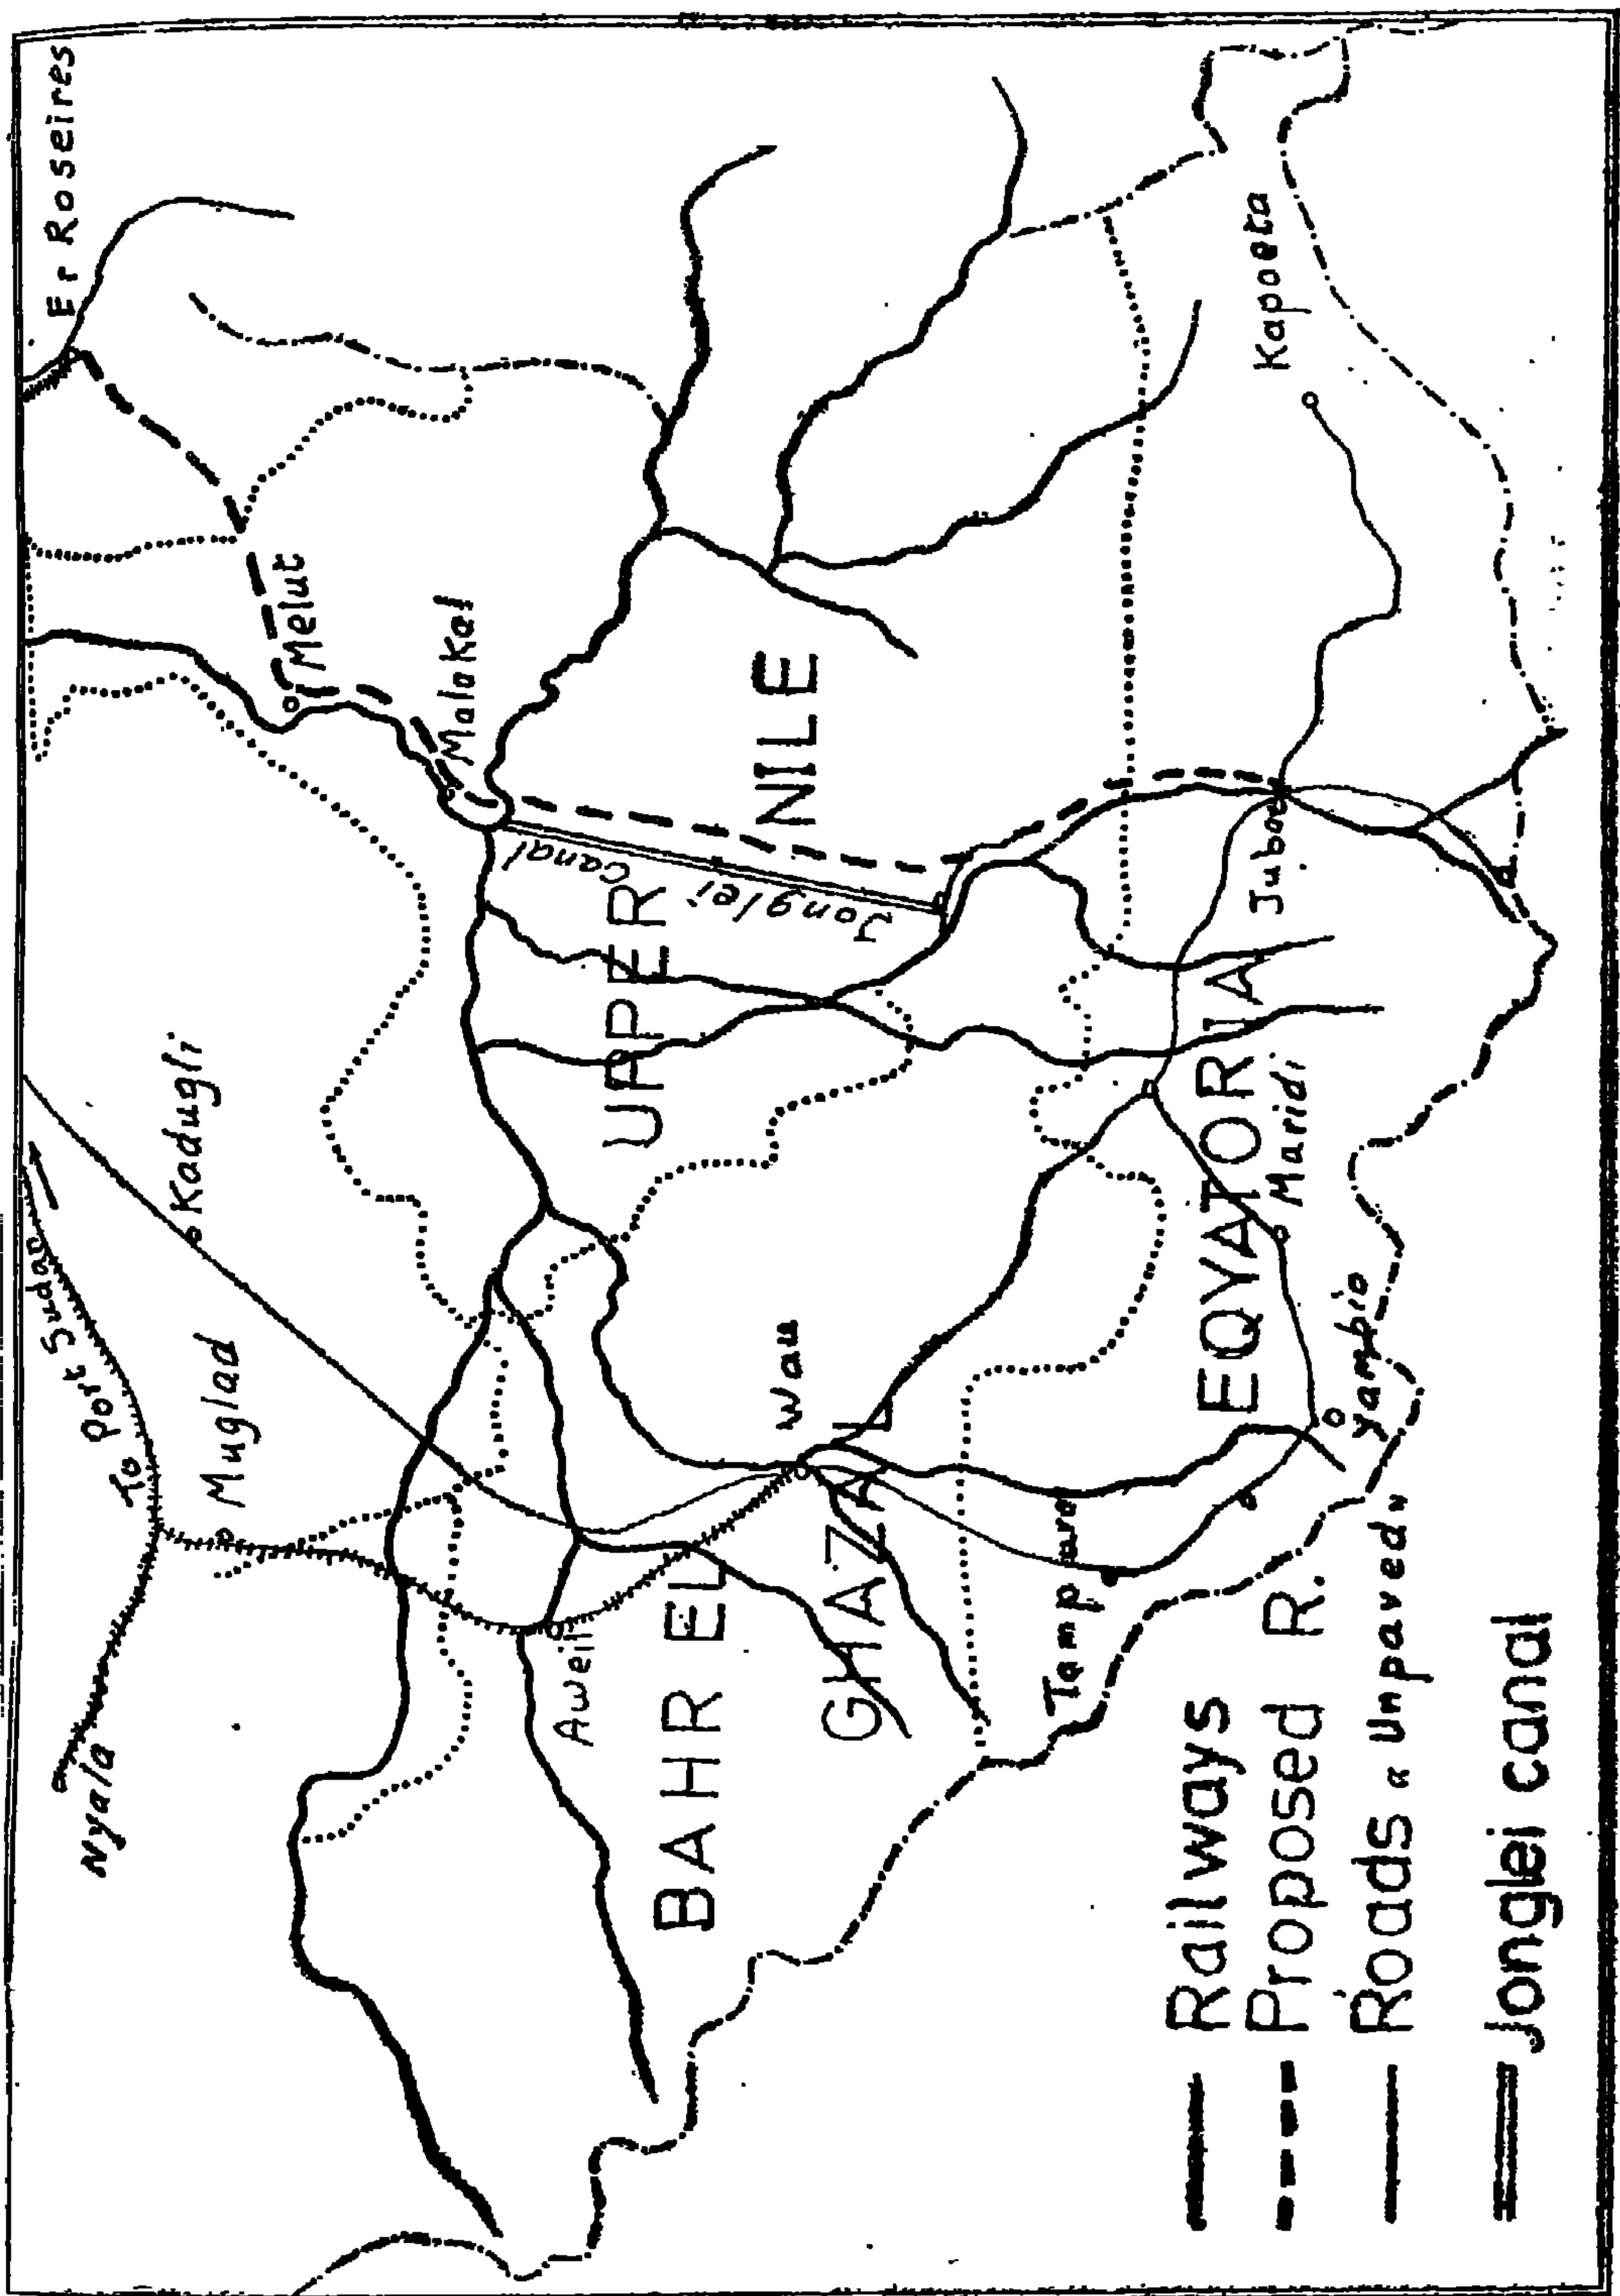 Er Roseires
To Port Sudan
Nyala
Muglad
Kadugli
Melut
Malakal
Jonglei canal
UPPER
NILE
Aweil
Wau
BAHR EL
GHAZAL
EQYATORIA
Maridi
Juba
Kapoeta
Yambio
Railways
Proposed R.
Roads « Unpaved »
Jonglei canal